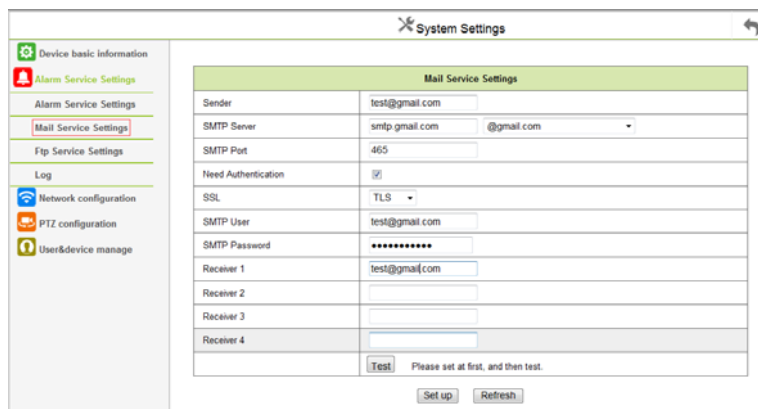 System Settings
Device basic information
Alarm Service Settings
Alarm Service Settings
Mail Service Settings
Ftp Service Settings
Log
Network configuration
PTZ configuration
User&device manage
Mail Service Settings
Sender test@gmail.com
SMTP Server smtp.gmail.com @gmail.com
SMTP Port 465
Need Authentication
SSL TLS
SMTP User test@gmail.com
SMTP Password •••••••••••
Receiver 1 test@gmail.com
Receiver 2
Receiver 3
Receiver 4
Test Please set at first, and then test.
Set up Refresh